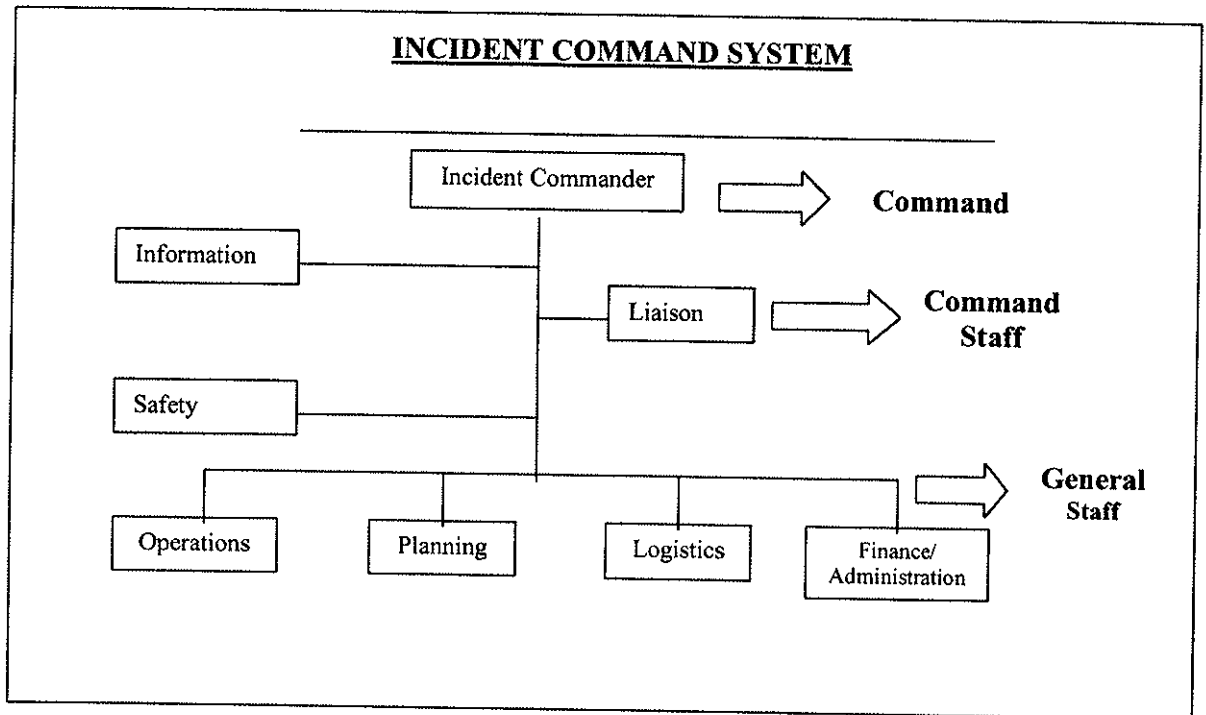 INCIDENT COMMAND SYSTEM
Incident Commander
Command
Information
Liaison
Command
Staff
Safety
General
Staff
Operations
Planning
Logistics
Finance/
Administration